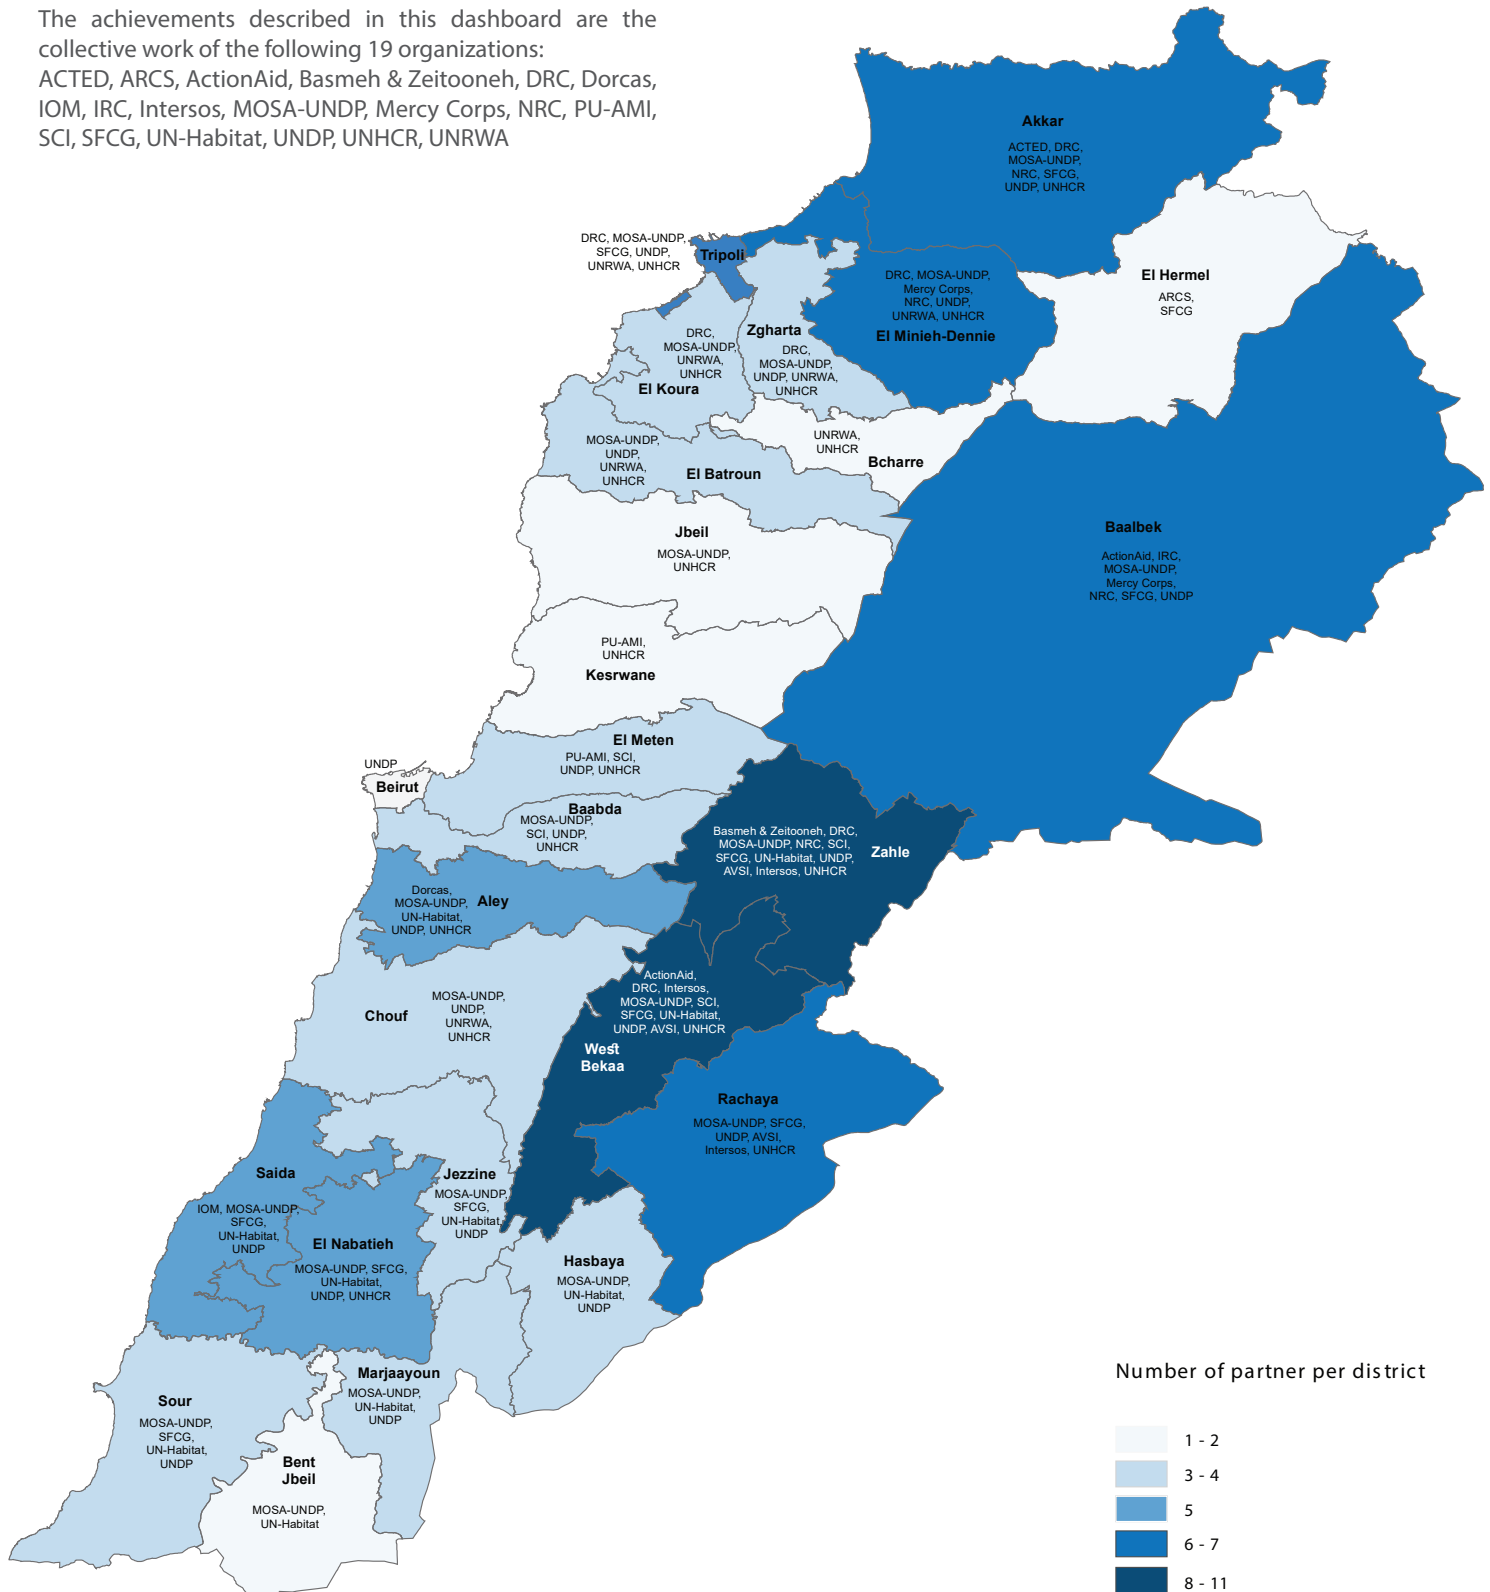 The achievements described in this dashboard are the
collective work of the following 19 organizations:
ACTED, ARCS, ActionAid, Basmeh & Zeitooneh, DRC, Dorcas,
IOM, IRC, Intersos, MOSA-UNDP, Mercy Corps, NRC, PU-AMI,
SCI, SFCG, UN-Habitat, UNDP, UNHCR, UNRWA
Akkar
ACTED, DRC,
MOSA-UNDP,
NRC, SFCG,
UNDP, UNHCR
DRC, MOSA-UNDP,
SFCG, UNDP,
UNRWA, UNHCR
Tripoli
El Hermel
ARCS,
SFCG
DRC, MOSA-UNDP,
Mercy Corps,
NRC, UNDP,
UNRWA, UNHCR
El Minieh-Dennie
Zgharta
DRC,
MOSA-UNDP,
UNDP, UNRWA,
UNHCR
DRC,
MOSA-UNDP,
UNRWA,
UNHCR
El Koura
UNRWA,
UNHCR
Bcharre
MOSA-UNDP,
UNDP,
UNRWA,
UNHCR
El Batroun
Jbeil
MOSA-UNDP,
UNHCR
Baalbek
ActionAid, IRC,
MOSA-UNDP,
Mercy Corps,
NRC, SFCG, UNDP
PU-AMI,
UNHCR
Kesrwane
El Meten
PU-AMI, SCI,
UNDP, UNHCR
UNDP
Beirut
Baabda
MOSA-UNDP,
SCI, UNDP,
UNHCR
Basmeh & Zeitooneh, DRC,
MOSA-UNDP, NRC, SCI,
SFCG, UN-Habitat, UNDP,
AVSI, Intersos, UNHCR
Zahle
Dorcas,
MOSA-UNDP,
UN-Habitat,
UNDP, UNHCR
Aley
ActionAid,
DRC, Intersos,
MOSA-UNDP, SCI,
SFCG, UN-Habitat,
UNDP, AVSI, UNHCR
West
Bekaa
Chouf
MOSA-UNDP,
UNDP,
UNRWA,
UNHCR
Rachaya
MOSA-UNDP, SFCG,
UNDP, AVSI,
Intersos, UNHCR
Saida
IOM, MOSA-UNDP,
SFCG,
UN-Habitat,
UNDP
Jezzine
MOSA-UNDP,
SFCG,
UN-Habitat,
UNDP
El Nabatieh
MOSA-UNDP, SFCG,
UN-Habitat,
UNDP, UNHCR
Hasbaya
MOSA-UNDP,
UN-Habitat,
UNDP
Marjaayoun
MOSA-UNDP,
UN-Habitat,
UNDP
Sour
MOSA-UNDP,
SFCG,
UN-Habitat,
UNDP
Bent
Jbeil
MOSA-UNDP,
UN-Habitat
Number of partner per district
1 - 2
3 - 4
5
6 - 7
8 - 11